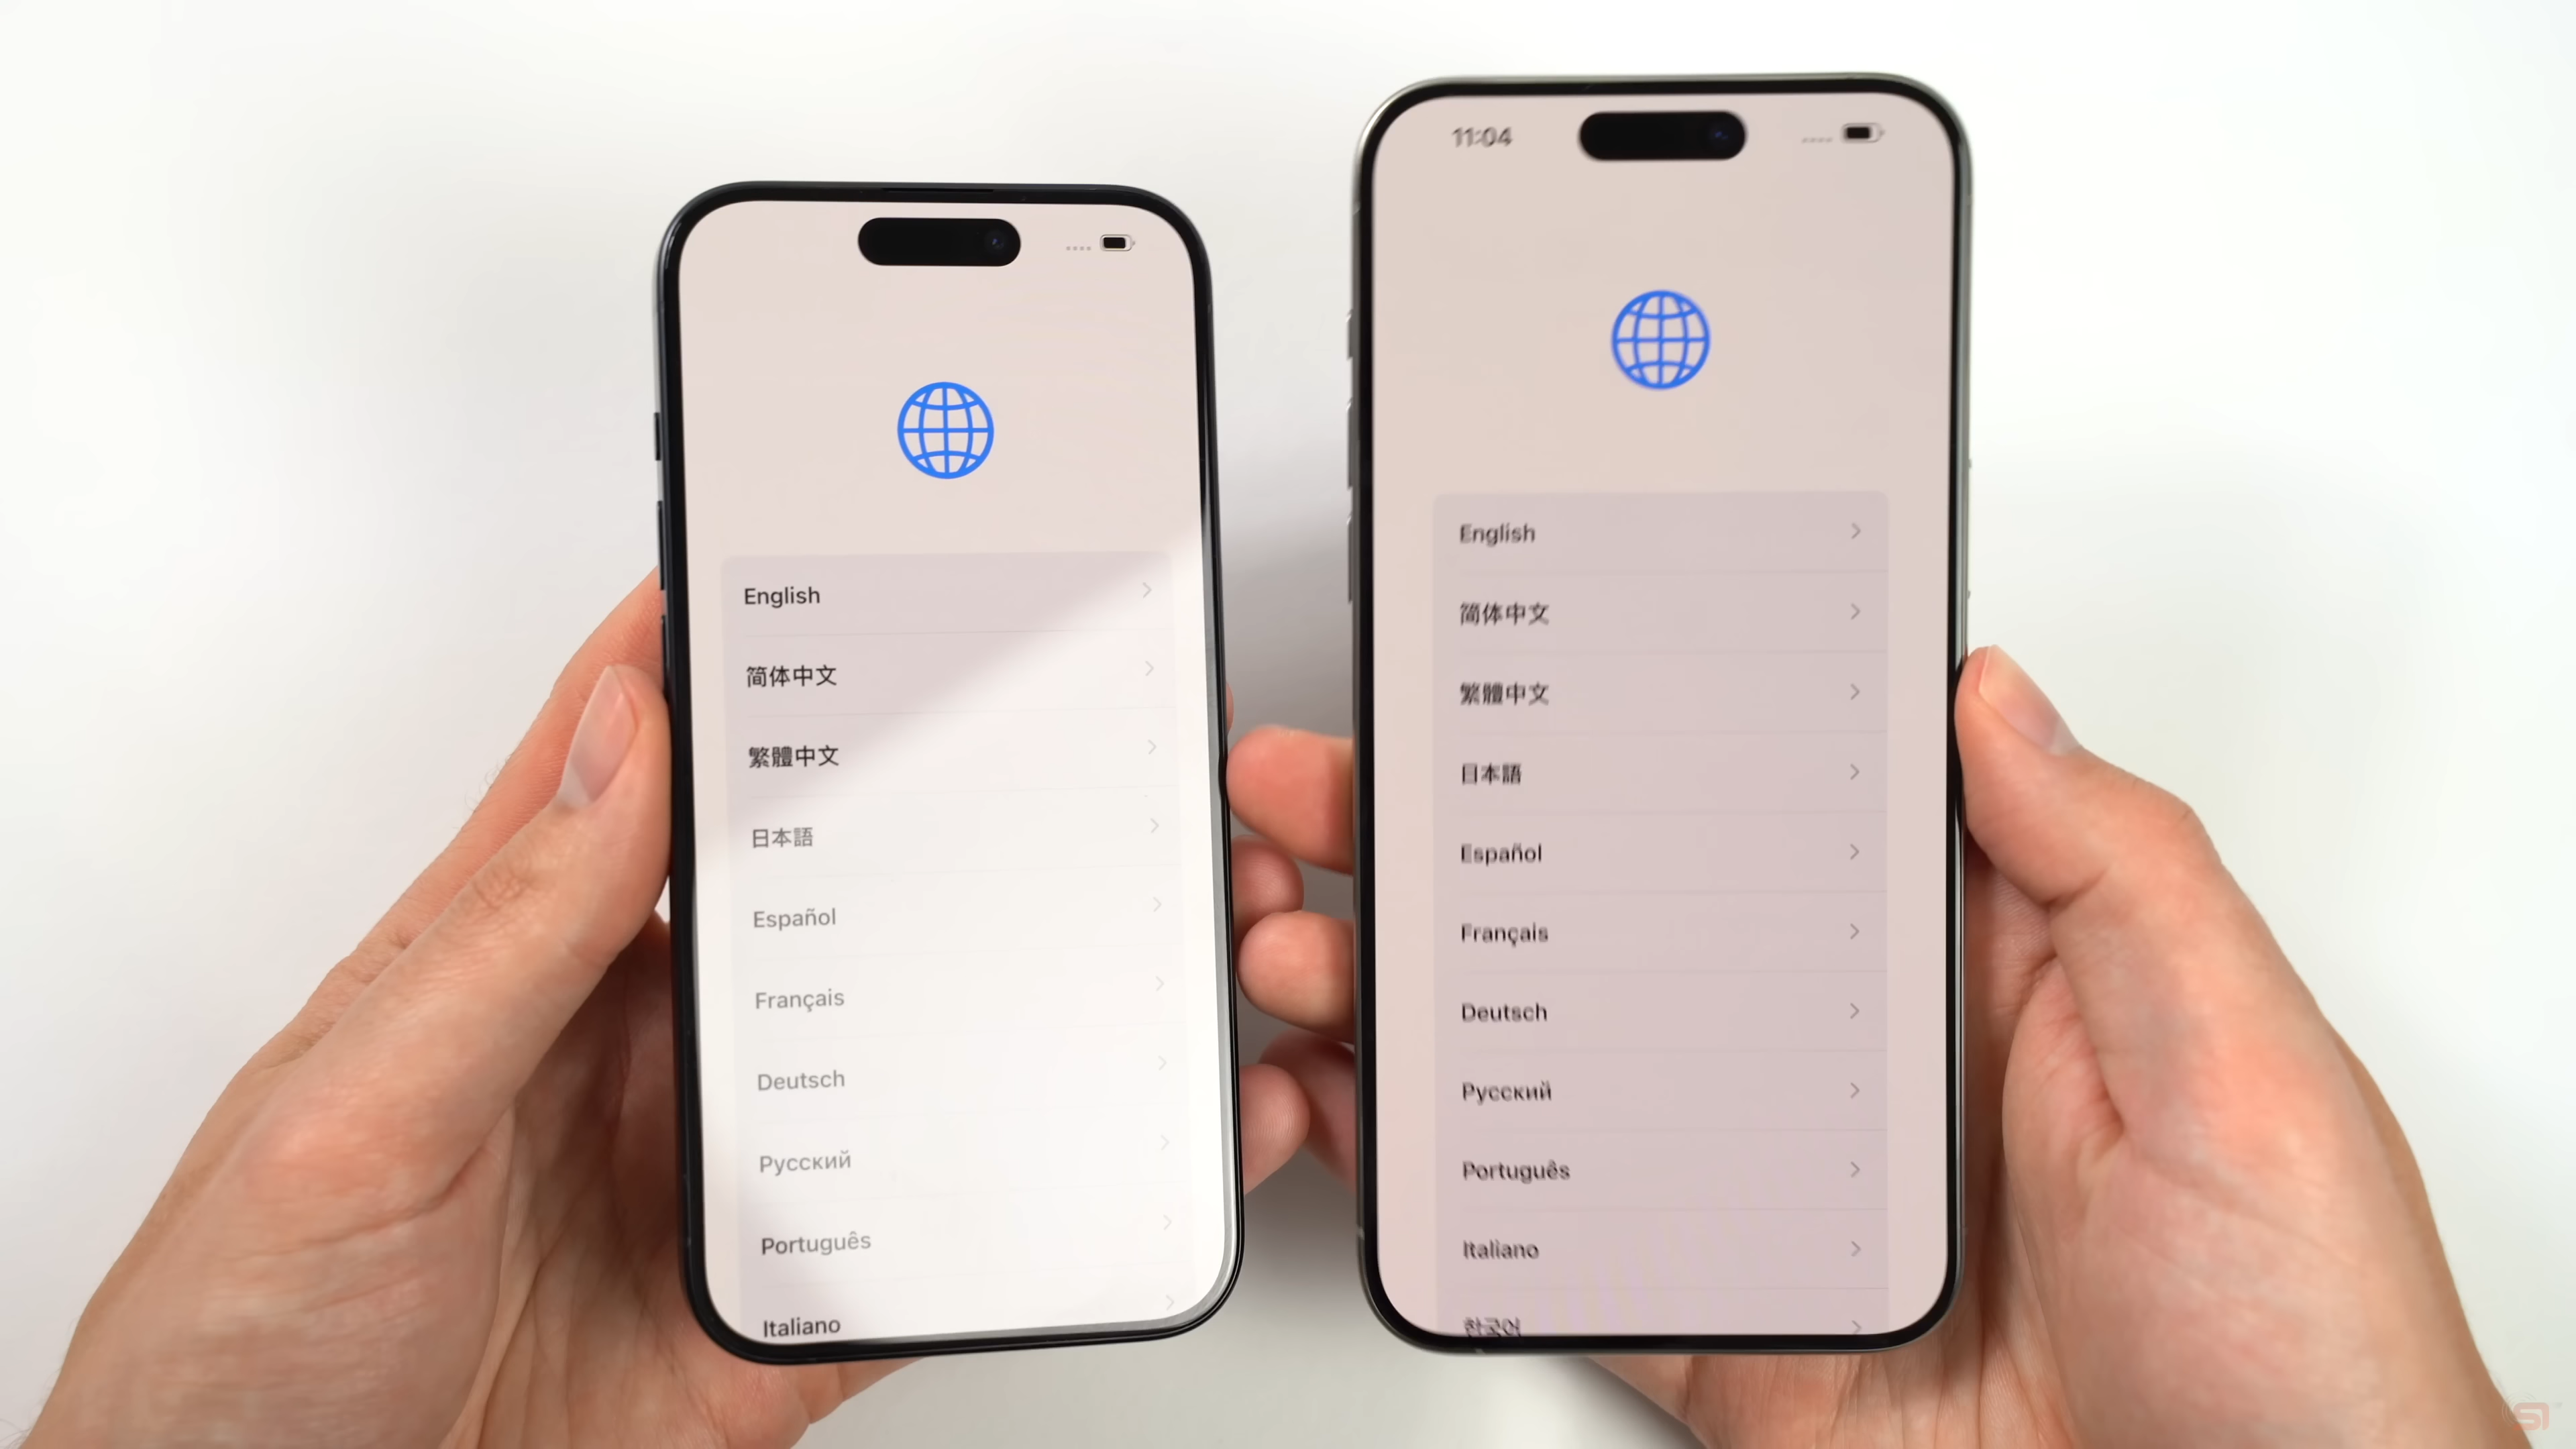 English
简体中文
繁體中文
日本語
Español
Français
Deutsch
Русский
Português
Italiano
11:04
English
简体中文
繁體中文
日本語
Español
Français
Deutsch
Русский
Português
Italiano
한국어